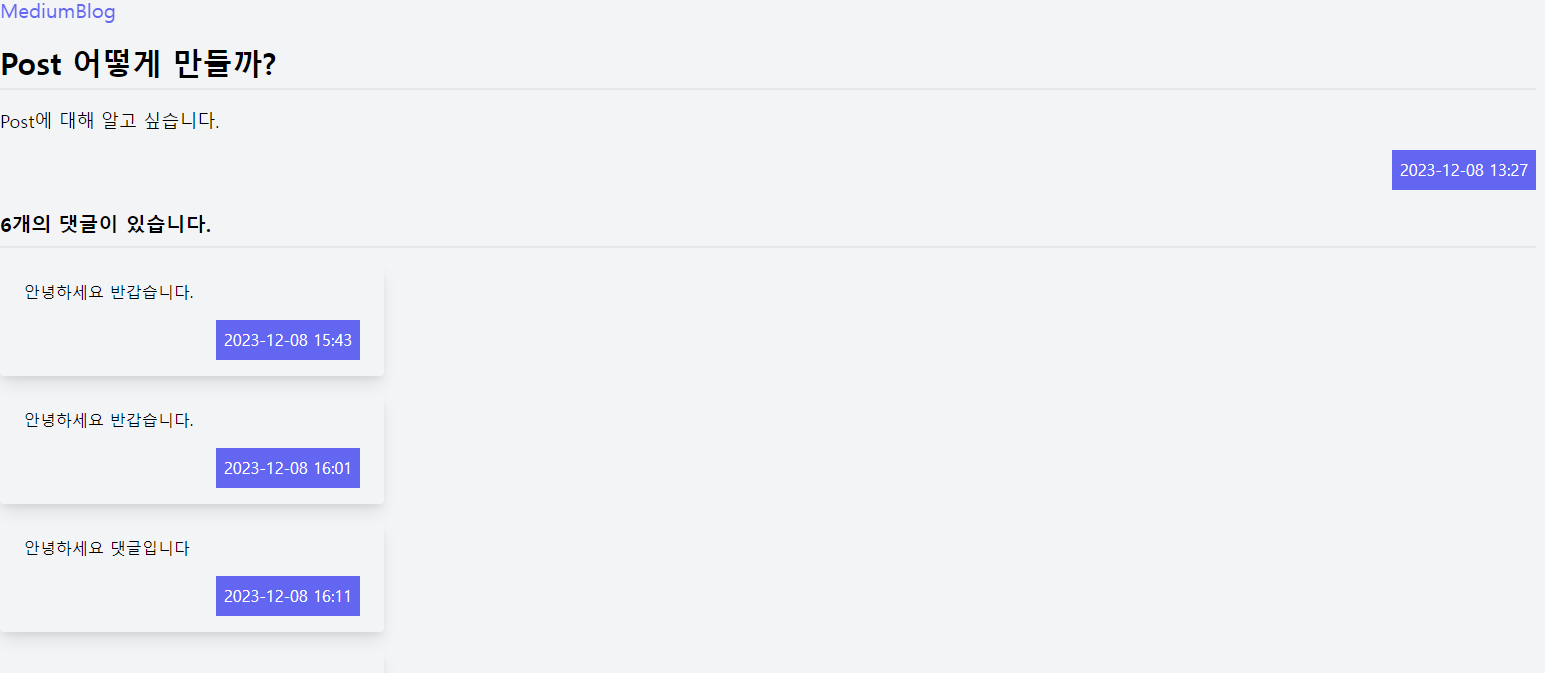 MediumBlog
Post 어떻게 만들까?
Post에 대해 알고 싶습니다.
2023-12-08 13:27
6개의 댓글이 있습니다.
안녕하세요 반갑습니다.
2023-12-08 15:43
안녕하세요 반갑습니다.
2023-12-08 16:01
안녕하세요 댓글입니다
2023-12-08 16:11